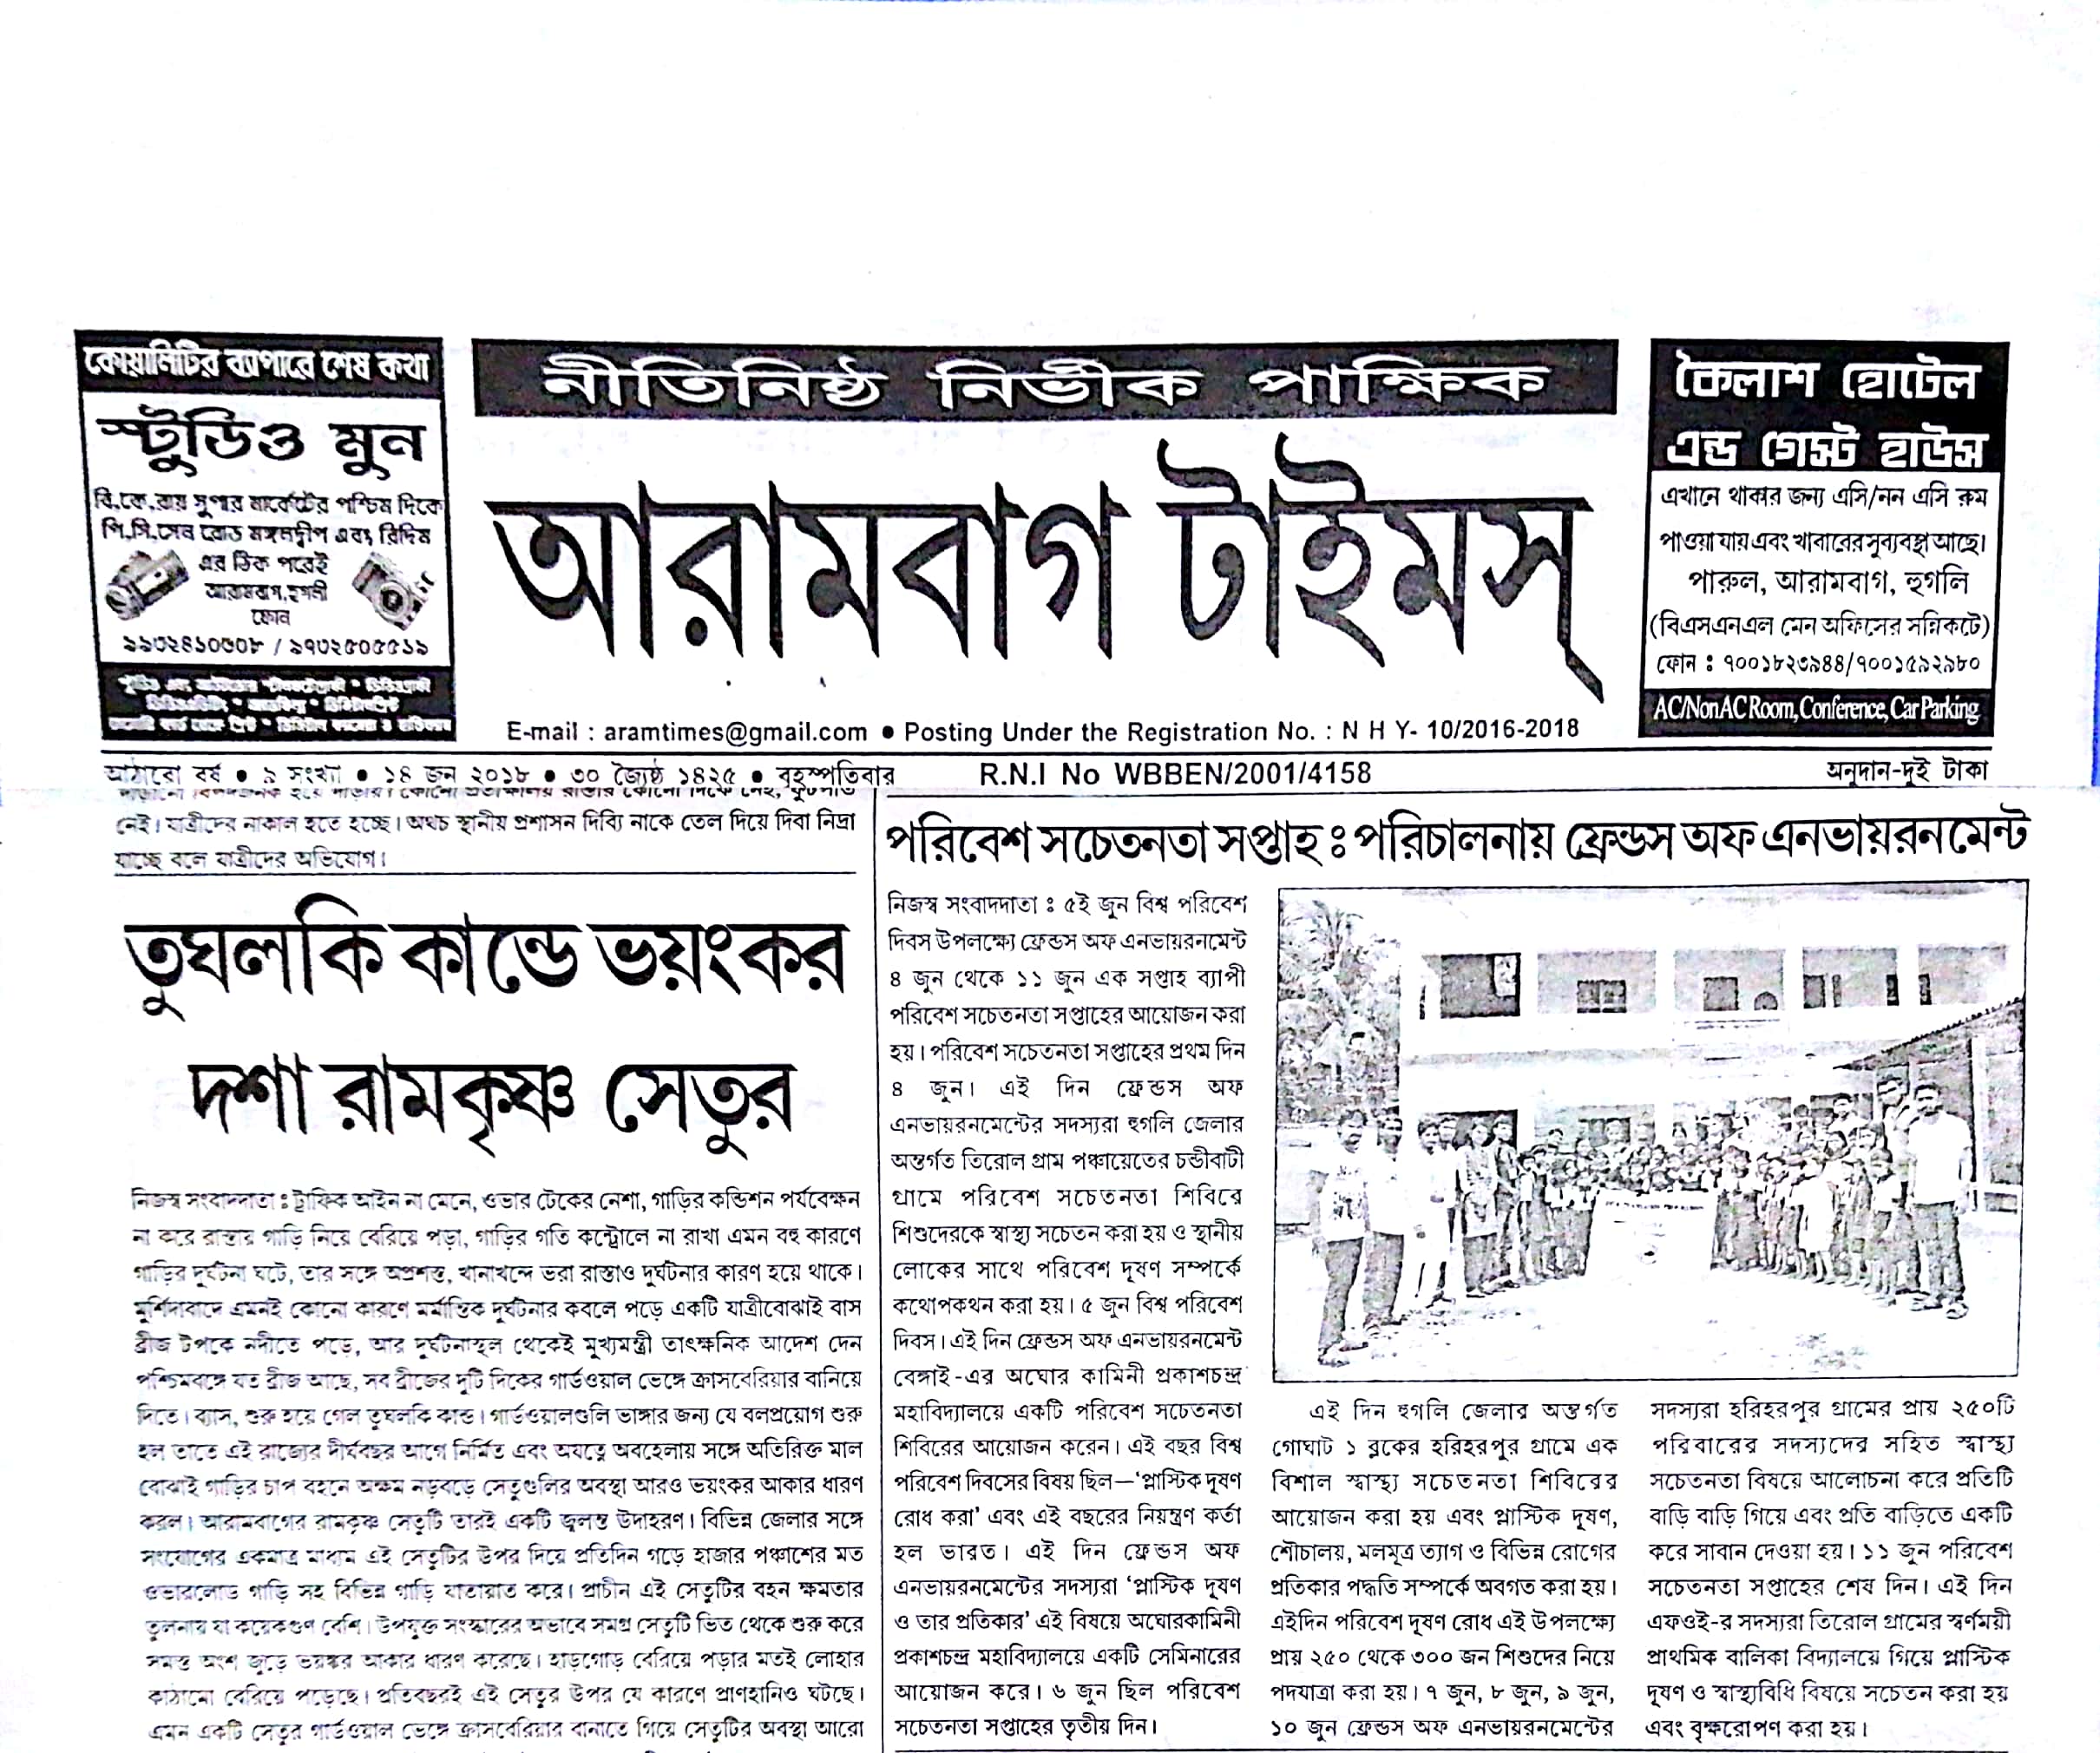 কোয়ালিটির ব্যাপারে শেষ কথা
স্টুডিও মুন
বি.কে.রায় সুপার মার্কেটের পশ্চিম দিকে
পি.সি.সেন রোড মঙ্গলদ্বীপ এবং রিদিম
এর ঠিক পরেই
আরামবাগ,হুগলী
ফোন
নীতিনিষ্ঠ নির্ভীক পাক্ষিক
আরামবাগ টাইমস্
E-mail : aramtimes@gmail.com ● Posting Under the Registration No. : N H Y- 10/2016-2018
কৈলাশ হোটেল
এন্ড গেস্ট হাউস
এখানে থাকার জন্য এসি/নন এসি রুম
পাওয়া যায় এবং খাবারের সুব্যবস্থা আছে।
পারুল, আরামবাগ, হুগলি
(বিএসএনএল মেন অফিসের সন্নিকটে)
ফোন : ৭০০১৮২৩৯৪৪/৭০০১৫৯২৯৮০
AC/Non AC Room, Conference, Car Parking
আঠারো বর্ষ ● ৯ সংখ্যা ● ১৪ জুন ২০১৮ ● ৩০ জ্যৈষ্ঠ ১৪২৫ ● বৃহস্পতিবার R.N.I No WBBEN/2001/4158 অনুদান-দুই টাকা
নেই। যাত্রীদের নাকাল হতে হচ্ছে। অথচ স্থানীয় প্রশাসন দিব্যি নাকে তেল দিয়ে দিবা নিদ্রা
যাচ্ছে বলে যাত্রীদের অভিযোগ।
তুঘলকি কান্ডে ভয়ংকর
দশা রামকৃষ্ণ সেতুর
নিজস্ব সংবাদদাতা ঃ ট্রাফিক আইন না মেনে, ওভার টেকের নেশা, গাড়ির কন্ডিশন পর্যবেক্ষন
না করে রাস্তায় গাড়ি নিয়ে বেরিয়ে পড়া, গাড়ির গতি কন্ট্রোলে না রাখা এমন বহু কারণে
গাড়ির দুর্ঘটনা ঘটে, তার সঙ্গে অপ্রশস্ত, খানাখন্দে ভরা রাস্তাও দুর্ঘটনার কারণ হয়ে থাকে।
মুর্শিদাবাদে এমনই কোনো কারণে মর্মান্তিক দুর্ঘটনার কবলে পড়ে একটি যাত্রীবোঝাই বাস
ব্রীজ টপকে নদীতে পড়ে, আর দুর্ঘটনাস্থল থেকেই মুখ্যমন্ত্রী তাৎক্ষনিক আদেশ দেন
পশ্চিমবঙ্গে যত ব্রীজ আছে, সব ব্রীজের দুটি দিকের গার্ডওয়াল ভেঙ্গে ক্রাসবেরিয়ার বানিয়ে
দিতে। ব্যাস, শুরু হয়ে গেল তুঘলকি কান্ড। গার্ডওয়ালগুলি ভাঙ্গার জন্য যে বলপ্রয়োগ শুরু
হল তাতে এই রাজ্যের দীর্ঘবছর আগে নির্মিত এবং অযত্নে অবহেলায় সঙ্গে অতিরিক্ত মাল
বোঝাই গাড়ির চাপ বহনে অক্ষম নড়বড়ে সেতুগুলির অবস্থা আরও ভয়ংকর আকার ধারণ
করল। আরামবাগের রামকৃষ্ণ সেতুটি তারই একটি জ্বলন্ত উদাহরণ। বিভিন্ন জেলার সঙ্গে
সংযোগের একমাত্র মাধ্যম এই সেতুটির উপর দিয়ে প্রতিদিন গড়ে হাজার পঞ্চাশের মত
ওভারলোড গাড়ি সহ বিভিন্ন গাড়ি যাতায়াত করে। প্রাচীন এই সেতুটির বহন ক্ষমতার
তুলনায় যা কয়েকগুণ বেশি। উপযুক্ত সংস্কারের অভাবে সমগ্র সেতুটি ভিত থেকে শুরু করে
সমস্ত অংশ জুড়ে ভয়ঙ্কর আকার ধারণ করেছে। হাড়গোড় বেরিয়ে পড়ার মতই লোহার
কাঠামো বেরিয়ে পড়েছে। প্রতিবছরই এই সেতুর উপর যে কারণে প্রাণহানিও ঘটছে।
এমন একটি সেতুর গার্ডওয়াল ভেঙ্গে ক্রাসবেরিয়ার বানাতে গিয়ে সেতুটির অবস্থা আরো
পরিবেশ সচেতনতা সপ্তাহ ঃ পরিচালনায় ফ্রেন্ডস অফ এনভায়রনমেন্ট
নিজস্ব সংবাদদাতা ঃ ৫ই জুন বিশ্ব পরিবেশ
দিবস উপলক্ষ্যে ফ্রেন্ডস অফ এনভায়রনমেন্ট
৪ জুন থেকে ১১ জুন এক সপ্তাহ ব্যাপী
পরিবেশ সচেতনতা সপ্তাহের আয়োজন করা
হয়। পরিবেশ সচেতনতা সপ্তাহের প্রথম দিন
৪ জুন। এই দিন ফ্রেন্ডস অফ
এনভায়রনমেন্টের সদস্যরা হুগলি জেলার
অন্তর্গত তিরোল গ্রাম পঞ্চায়েতের চন্ডীবাটী
গ্রামে পরিবেশ সচেতনতা শিবিরে
শিশুদেরকে স্বাস্থ্য সচেতন করা হয় ও স্থানীয়
লোকের সাথে পরিবেশ দূষণ সম্পর্কে
কথোপকথন করা হয়। ৫ জুন বিশ্ব পরিবেশ
দিবস। এই দিন ফ্রেন্ডস অফ এনভায়রনমেন্ট
বেঙ্গাই-এর অঘোর কামিনী প্রকাশচন্দ্র
মহাবিদ্যালয়ে একটি পরিবেশ সচেতনতা
শিবিরের আয়োজন করেন। এই বছর বিশ্ব
পরিবেশ দিবসের বিষয় ছিল—‘প্লাস্টিক দূষণ
রোধ করা’ এবং এই বছরের নিয়ন্ত্রণ কর্তা
হল ভারত। এই দিন ফ্রেন্ডস অফ
এনভায়রনমেন্টের সদস্যরা ‘প্লাস্টিক দূষণ
ও তার প্রতিকার’ এই বিষয়ে অঘোরকামিনী
প্রকাশচন্দ্র মহাবিদ্যালয়ে একটি সেমিনারের
আয়োজন করে। ৬ জুন ছিল পরিবেশ
সচেতনতা সপ্তাহের তৃতীয় দিন।
এই দিন হুগলি জেলার অন্তর্গত
গোঘাট ১ ব্লকের হরিহরপুর গ্রামে এক
বিশাল স্বাস্থ্য সচেতনতা শিবিরের
আয়োজন করা হয় এবং প্লাস্টিক দূষণ,
শৌচালয়, মলমূত্র ত্যাগ ও বিভিন্ন রোগের
প্রতিকার পদ্ধতি সম্পর্কে অবগত করা হয়।
এইদিন পরিবেশ দূষণ রোধ এই উপলক্ষ্যে
প্রায় ২৫০ থেকে ৩০০ জন শিশুদের নিয়ে
পদযাত্রা করা হয়। ৭ জুন, ৮ জুন, ৯ জুন,
১০ জুন ফ্রেন্ডস অফ এনভায়রনমেন্টের
সদস্যরা হরিহরপুর গ্রামের প্রায় ২৫০টি
পরিবারের সদস্যদের সহিত স্বাস্থ্য
সচেতনতা বিষয়ে আলোচনা করে প্রতিটি
বাড়ি বাড়ি গিয়ে এবং প্রতি বাড়িতে একটি
করে সাবান দেওয়া হয়। ১১ জুন পরিবেশ
সচেতনতা সপ্তাহের শেষ দিন। এই দিন
এফওই-র সদস্যরা তিরোল গ্রামের স্বর্ণময়ী
প্রাথমিক বালিকা বিদ্যালয়ে গিয়ে প্লাস্টিক
দূষণ ও স্বাস্থ্যবিধি বিষয়ে সচেতন করা হয়
এবং বৃক্ষরোপণ করা হয়।